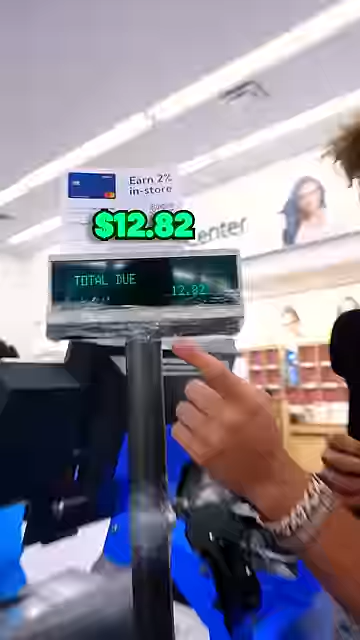 Earn 2%
in-store
$12.82
enter
TOTAL DUE
12.82